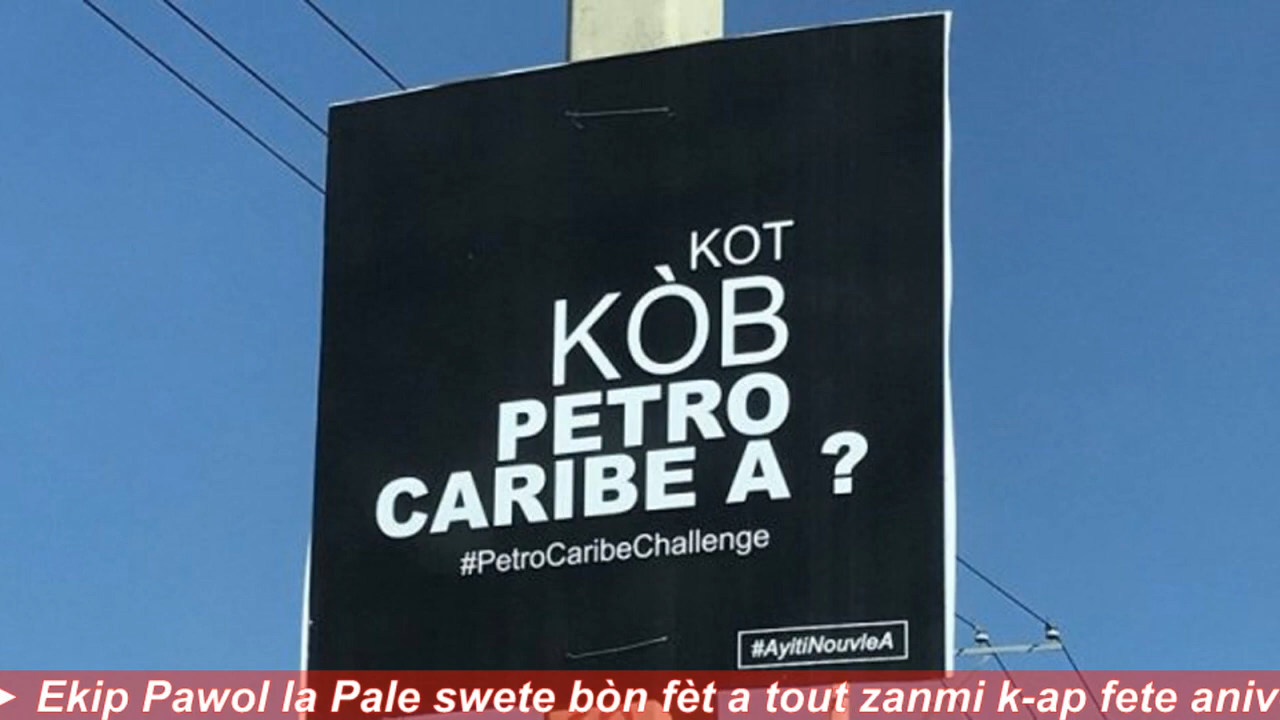 KOT
KÒB
PETRO
CARIBE A ?
#PetroCaribeChallenge
#AyitiNouvleA
Ekip Pawol la Pale swete bòn fèt a tout zanmi k-ap fete aniv